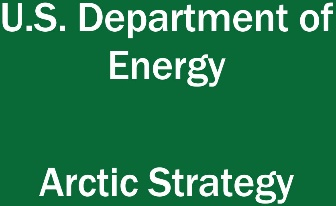 U.S. Department of
Energy
Arctic Strategy